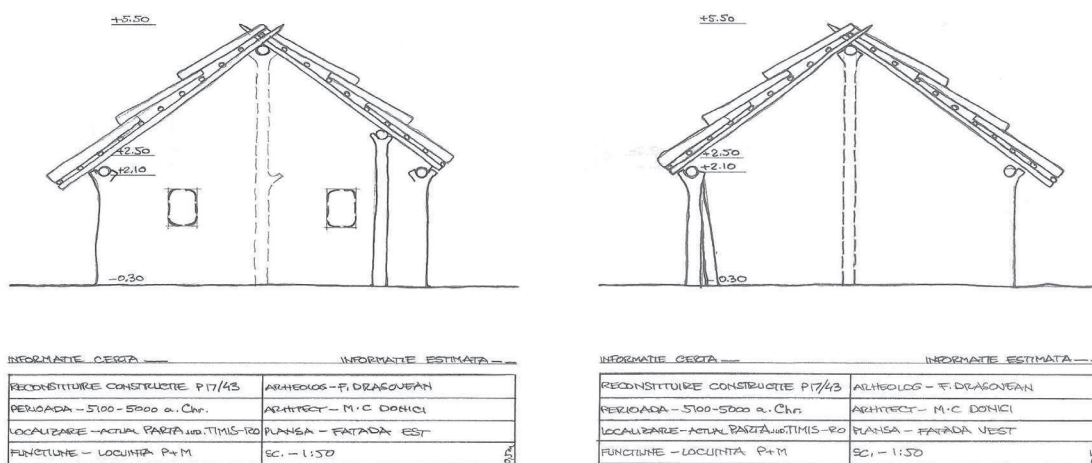 +5.50
+2.50
+2.10
-0.30
INFORMATIE CERTA —
INFORMATIE ESTIMATA – –
RECONSTITUIRE CONSTRUCTIE P17/43
ARHEOLOG - F. DRASOVEAN
PERIOADA - 5100-5000 a. Chr.
ARHITECT - M.C DONICI
LOCALIZARE - ACTUAL PARTA JUD. TIMIS-RO
PLANSA - FATADA EST
FUNCTIUNE - LOCUINTA P+M
SC. - 1:50
+5.50
+2.50
+2.10
0.30
INFORMATIE CERTA —
INFORMATIE ESTIMATA –
RECONSTITUIRE CONSTRUCTIE P17/43
ARHEOLOG - F. DRASOVEAN
PERIOADA - 5100-5000 a. Chr.
ARHITECT - M.C DONICI
LOCALIZARE - ACTUAL PARTA JUD. TIMIS-RO
PLANSA - FATADA VEST
FUNCTIUNE - LOCUINTA P+M
SC. - 1:50